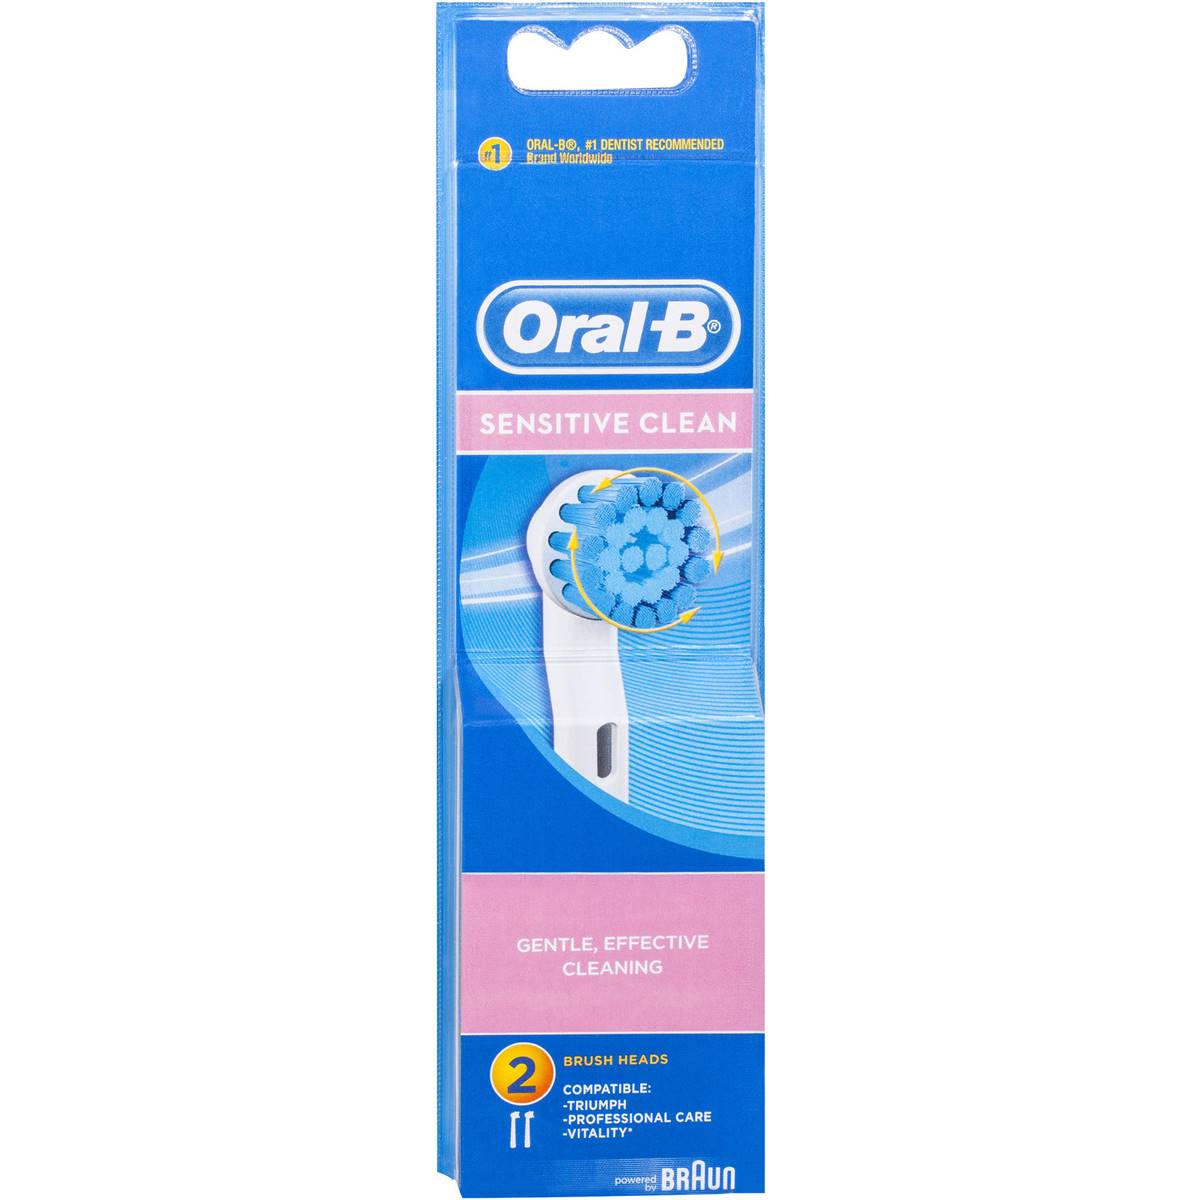 #1
ORAL-B®, #1 DENTIST RECOMMENDED
Brand Worldwide
Oral-B®
SENSITIVE CLEAN
GENTLE, EFFECTIVE
CLEANING
2
BRUSH HEADS
COMPATIBLE:
-TRIUMPH
-PROFESSIONAL CARE
-VITALITY*
powered by BRAUN